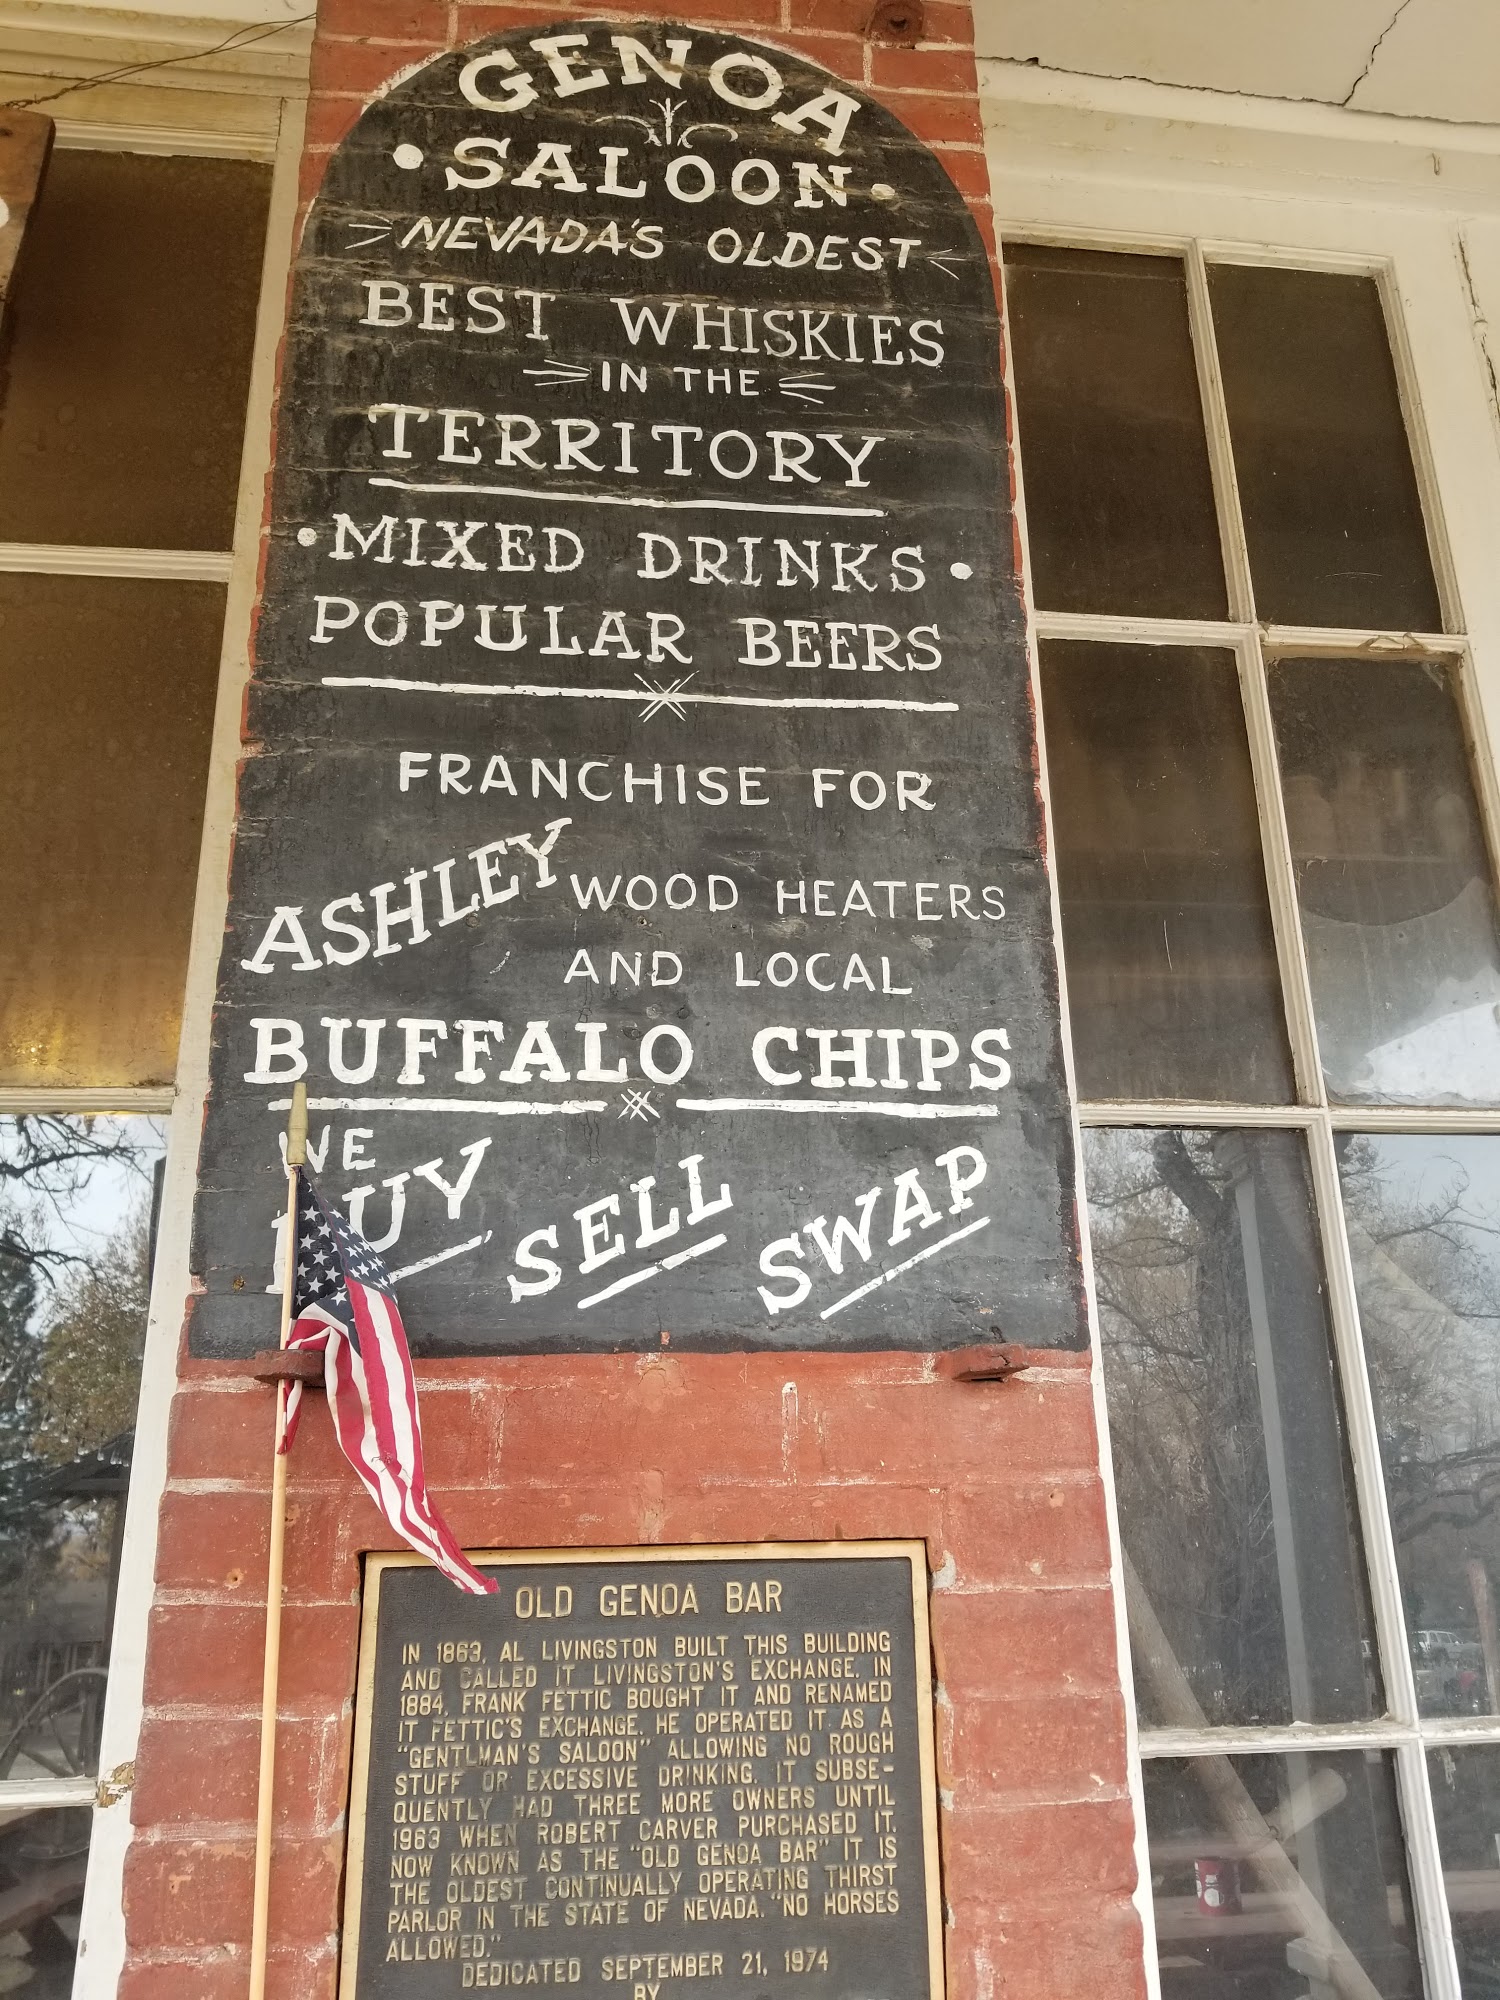 GENOA
• SALOON •
NEVADA'S OLDEST
BEST WHISKIES
IN THE
TERRITORY
• MIXED DRINKS •
POPULAR BEERS
FRANCHISE FOR
ASHLEY WOOD HEATERS
AND LOCAL
BUFFALO CHIPS
WE
BUY SELL SWAP
OLD GENOA BAR
IN 1863, AL LIVINGSTON BUILT THIS BUILDING
AND CALLED IT LIVINGSTON'S EXCHANGE. IN
1884, FRANK FETTIC BOUGHT IT AND RENAMED
IT FETTIC'S EXCHANGE. HE OPERATED IT AS A
"GENTLMAN'S SALOON" ALLOWING NO ROUGH
STUFF OR EXCESSIVE DRINKING. IT SUBSE-
QUENTLY HAD THREE MORE OWNERS UNTIL
1963 WHEN ROBERT CARVER PURCHASED IT.
NOW KNOWN AS THE "OLD GENOA BAR" IT IS
THE OLDEST CONTINUALLY OPERATING THIRST
PARLOR IN THE STATE OF NEVADA. "NO HORSES
ALLOWED."
DEDICATED SEPTEMBER 21, 1974
BY